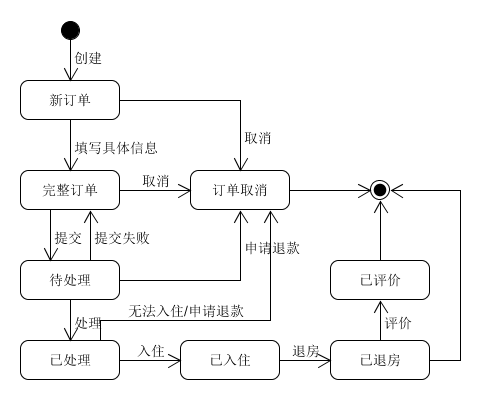 创建
新订单
取消
填写具体信息
完整订单
取消
订单取消
提交
提交失败
申请退款
待处理
已评价
处理
无法入住/申请退款
评价
已处理
入住
已入住
退房
已退房